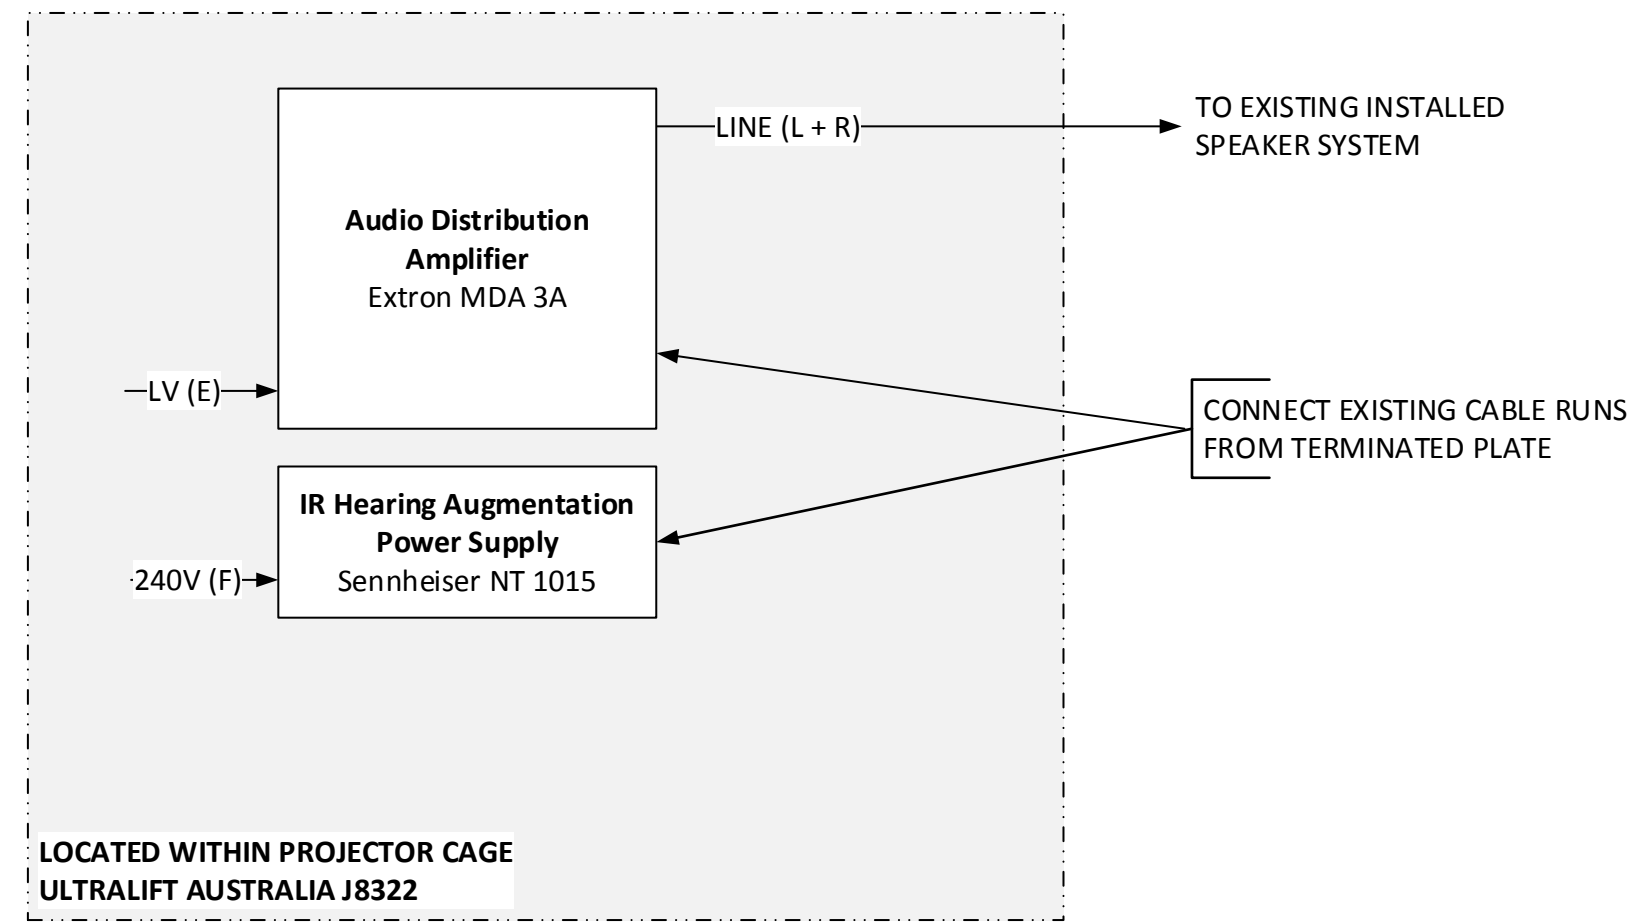 LINE (L + R)
TO EXISTING INSTALLED
SPEAKER SYSTEM
Audio Distribution
Amplifier
Extron MDA 3A
LV (E)
CONNECT EXISTING CABLE RUNS
FROM TERMINATED PLATE
IR Hearing Augmentation
Power Supply
Sennheiser NT 1015
240V (F)
LOCATED WITHIN PROJECTOR CAGE
ULTRALIFT AUSTRALIA J8322